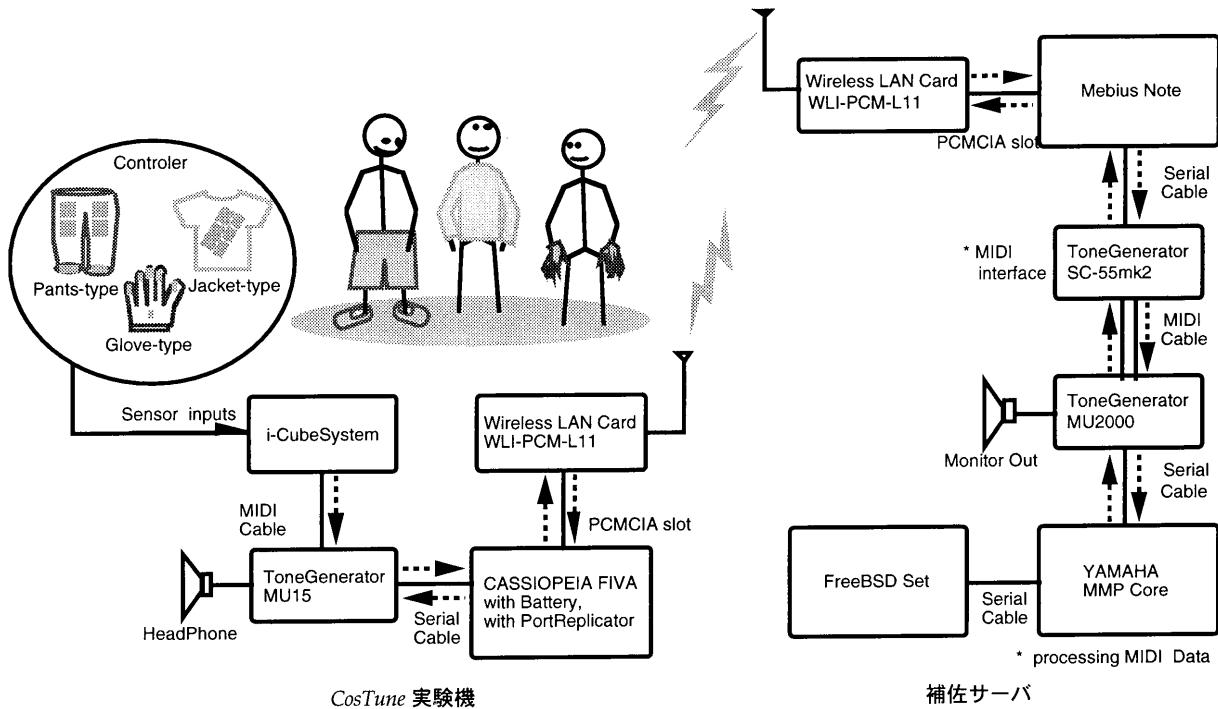 Controler
Pants-type
Jacket-type
Glove-type
Sensor inputs
i-CubeSystem
MIDI
Cable
ToneGenerator
MU15
HeadPhone
Serial
Cable
CASSIOPEIA FIVA
with Battery,
with PortReplicator
PCMCIA slot
Wireless LAN Card
WLI-PCM-L11
CosTune 実験機
Wireless LAN Card
WLI-PCM-L11
PCMCIA slot
Mebius Note
Serial
Cable
* MIDI
interface
ToneGenerator
SC-55mk2
MIDI
Cable
ToneGenerator
MU2000
Monitor Out
Serial
Cable
FreeBSD Set
Serial
Cable
YAMAHA
MMP Core
* processing MIDI Data
補佐サーバ